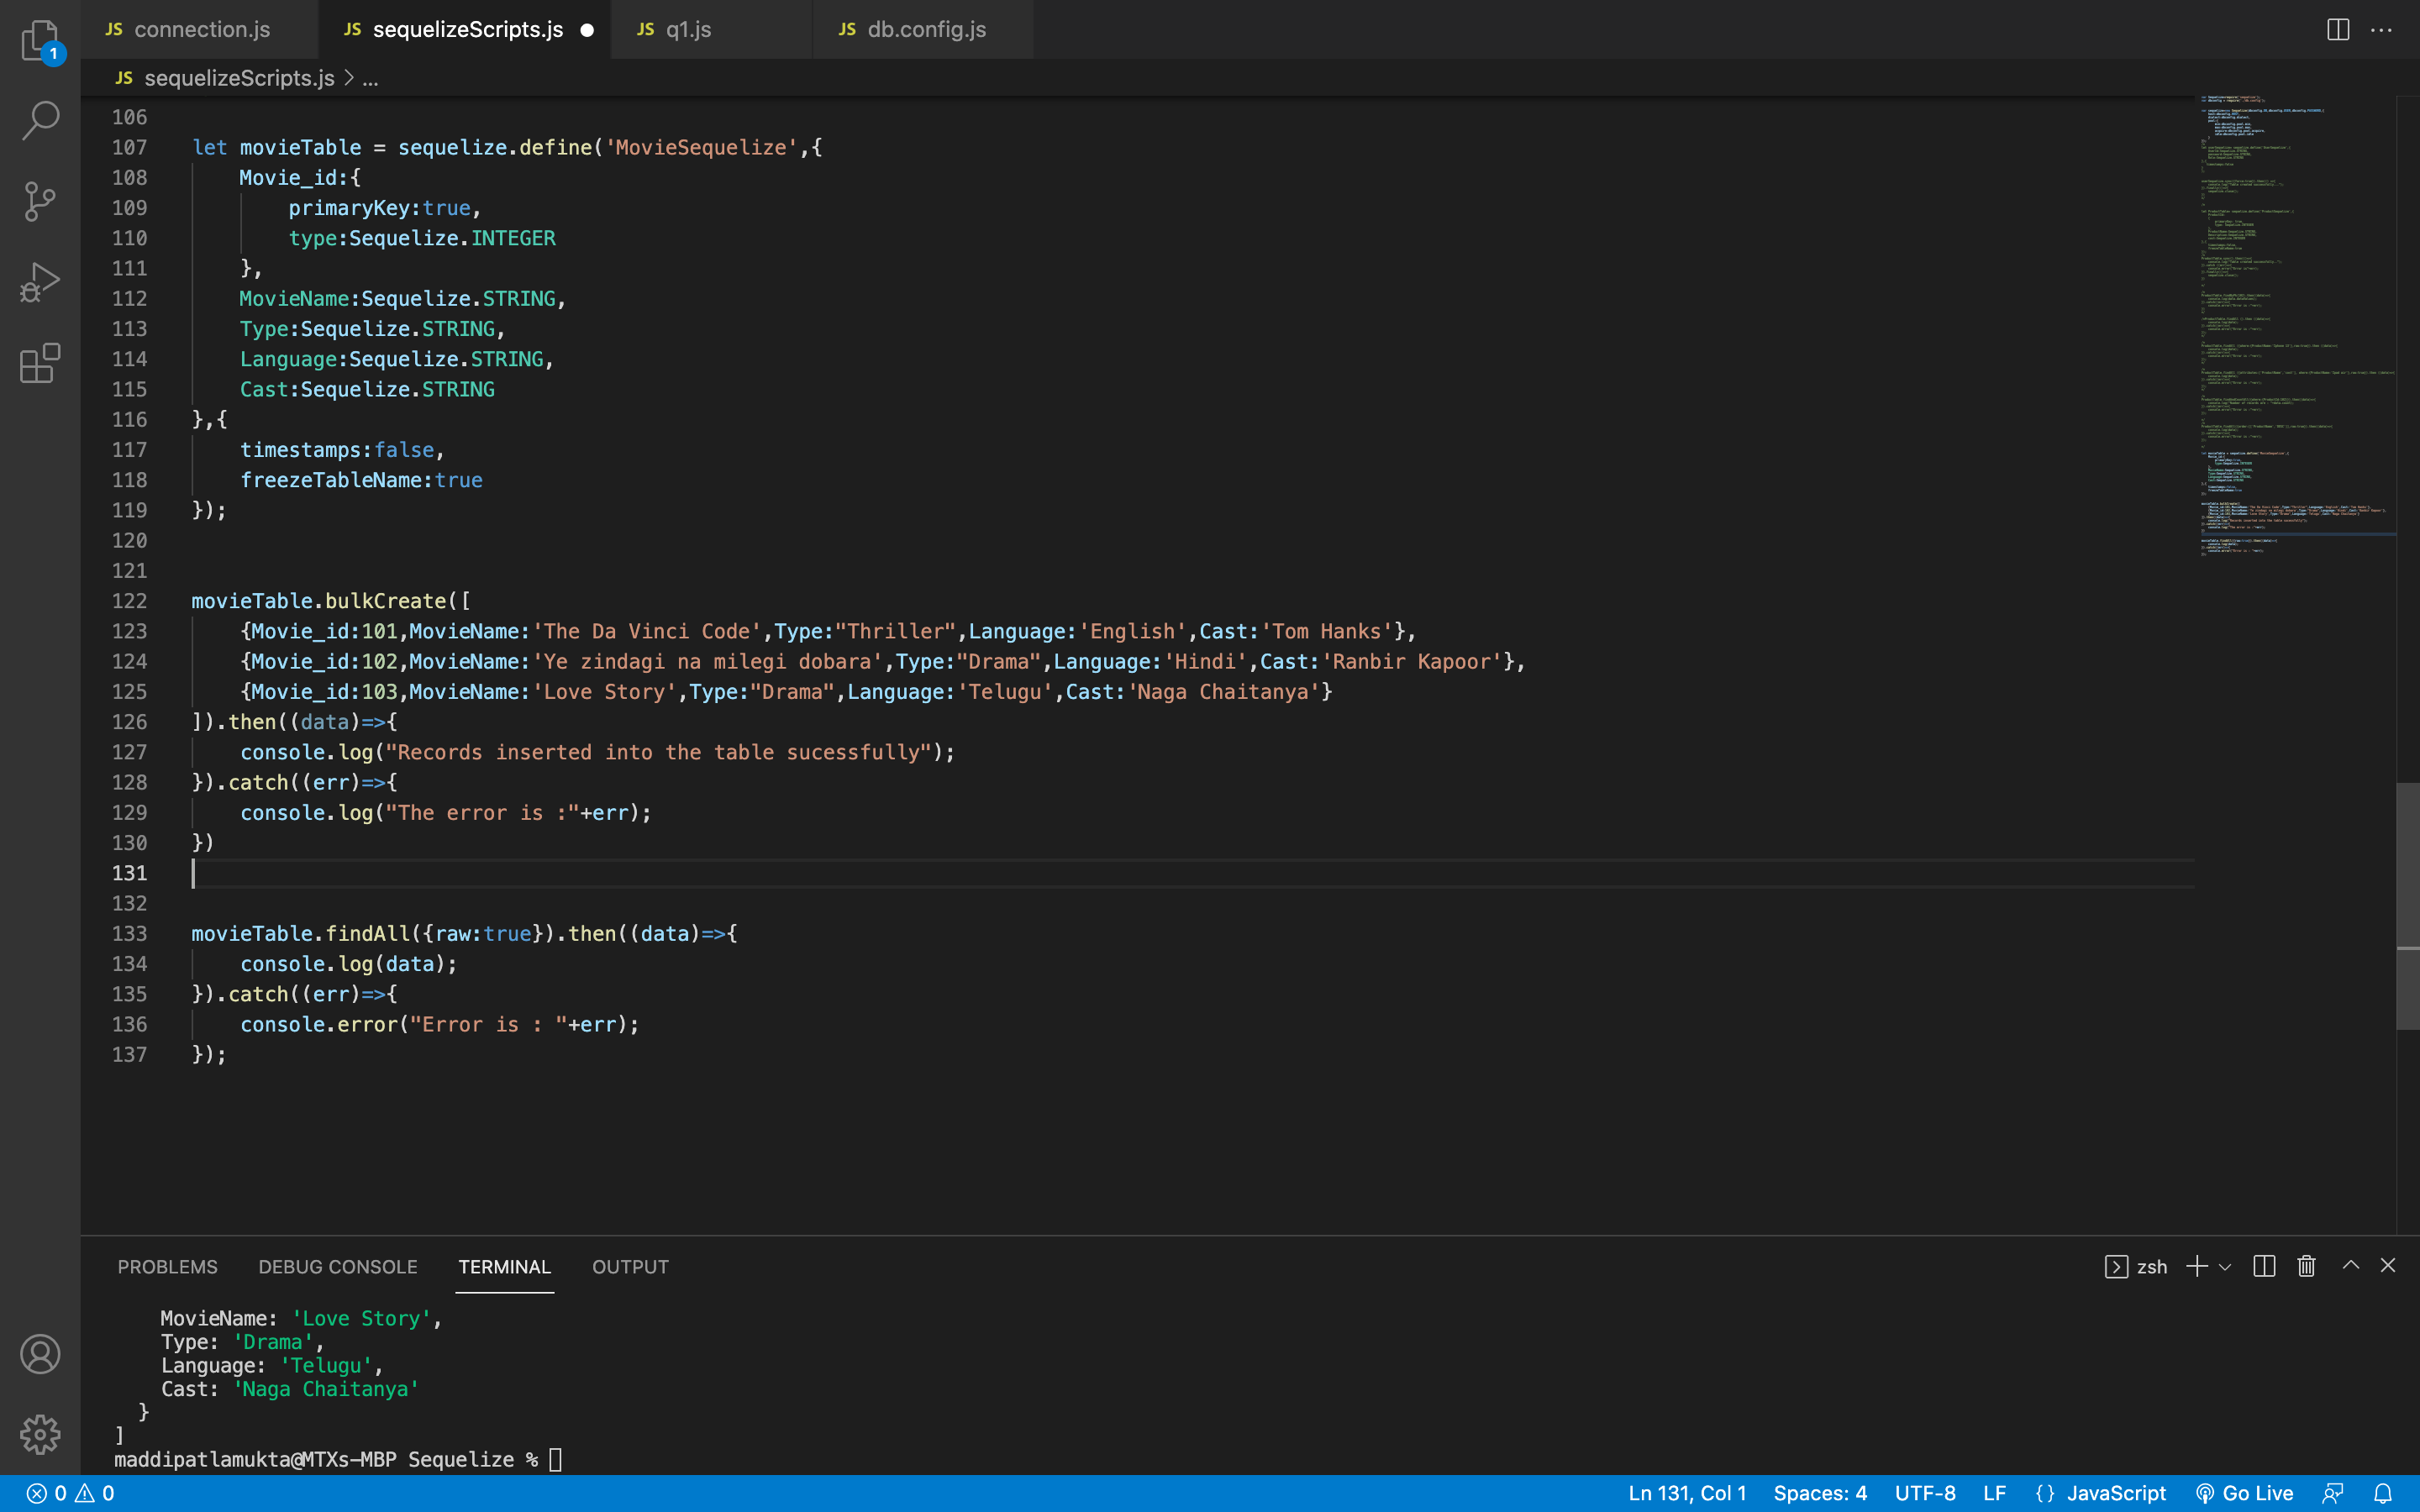 JS connection.js
JS sequelizeScripts.js
JS q1.js
JS db.config.js
1
JS sequelizeScripts.js > ...
106
107 let movieTable = sequelize.define('MovieSequelize',{
108 Movie_id:{
109 primaryKey:true,
110 type:Sequelize.INTEGER
111 },
112 MovieName:Sequelize.STRING,
113 Type:Sequelize.STRING,
114 Language:Sequelize.STRING,
115 Cast:Sequelize.STRING
116 },{
117 timestamps:false,
118 freezeTableName:true
119 });
120
121
122 movieTable.bulkCreate([
123 {Movie_id:101,MovieName:'The Da Vinci Code',Type:"Thriller",Language:'English',Cast:'Tom Hanks'},
124 {Movie_id:102,MovieName:'Ye zindagi na milegi dobara',Type:"Drama",Language:'Hindi',Cast:'Ranbir Kapoor'},
125 {Movie_id:103,MovieName:'Love Story',Type:"Drama",Language:'Telugu',Cast:'Naga Chaitanya'}
126 ]).then((data)=>{
127 console.log("Records inserted into the table sucessfully");
128 }).catch((err)=>{
129 console.log("The error is :"+err);
130 })
131
132
133 movieTable.findAll({raw:true}).then((data)=>{
134 console.log(data);
135 }).catch((err)=>{
136 console.error("Error is : "+err);
137 });
PROBLEMS DEBUG CONSOLE TERMINAL OUTPUT
zsh
MovieName: 'Love Story',
Type: 'Drama',
Language: 'Telugu',
Cast: 'Naga Chaitanya'
}
]
maddipatlamukta@MTXs-MBP Sequelize %
0 0 Ln 131, Col 1 Spaces: 4 UTF-8 LF {} JavaScript Go Live